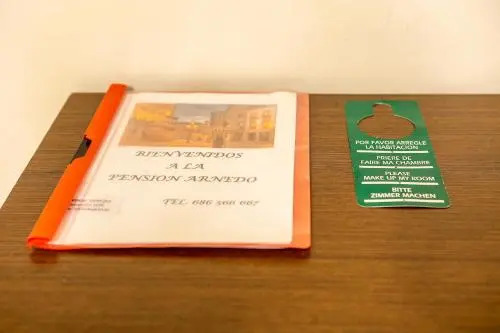 BIENVENIDOS
A LA
PENSION ARNEDO
TEL. 686 566 667
POR FAVOR ARREGLE
LA HABITACION
PRIERE DE
FAIRE MA CHAMBRE
PLEASE
MAKE UP MY ROOM
BITTE
ZIMMER MACHEN